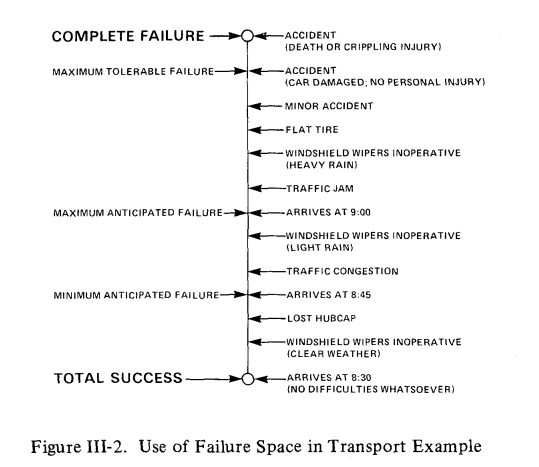 COMPLETE FAILURE
ACCIDENT
(DEATH OR CRIPPLING INJURY)
MAXIMUM TOLERABLE FAILURE
ACCIDENT
(CAR DAMAGED; NO PERSONAL INJURY)
MINOR ACCIDENT
FLAT TIRE
WINDSHIELD WIPERS INOPERATIVE
(HEAVY RAIN)
TRAFFIC JAM
MAXIMUM ANTICIPATED FAILURE
ARRIVES AT 9:00
WINDSHIELD WIPERS INOPERATIVE
(LIGHT RAIN)
TRAFFIC CONGESTION
MINIMUM ANTICIPATED FAILURE
ARRIVES AT 8:45
LOST HUBCAP
WINDSHIELD WIPERS INOPERATIVE
(CLEAR WEATHER)
TOTAL SUCCESS
ARRIVES AT 8:30
(NO DIFFICULTIES WHATSOEVER)
Figure III-2. Use of Failure Space in Transport Example